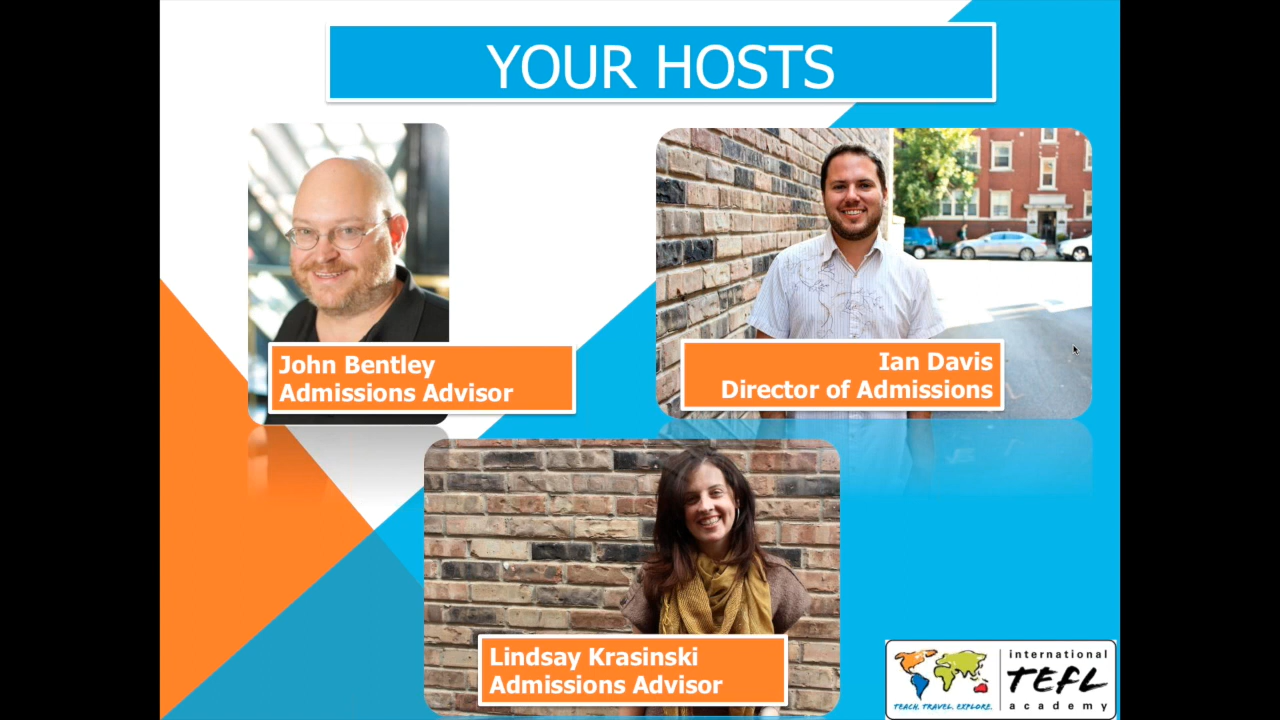 YOUR HOSTS
John Bentley
Admissions Advisor
Ian Davis
Director of Admissions
Lindsay Krasinski
Admissions Advisor
international
TEFL
academy
TEACH. TRAVEL. EXPLORE.